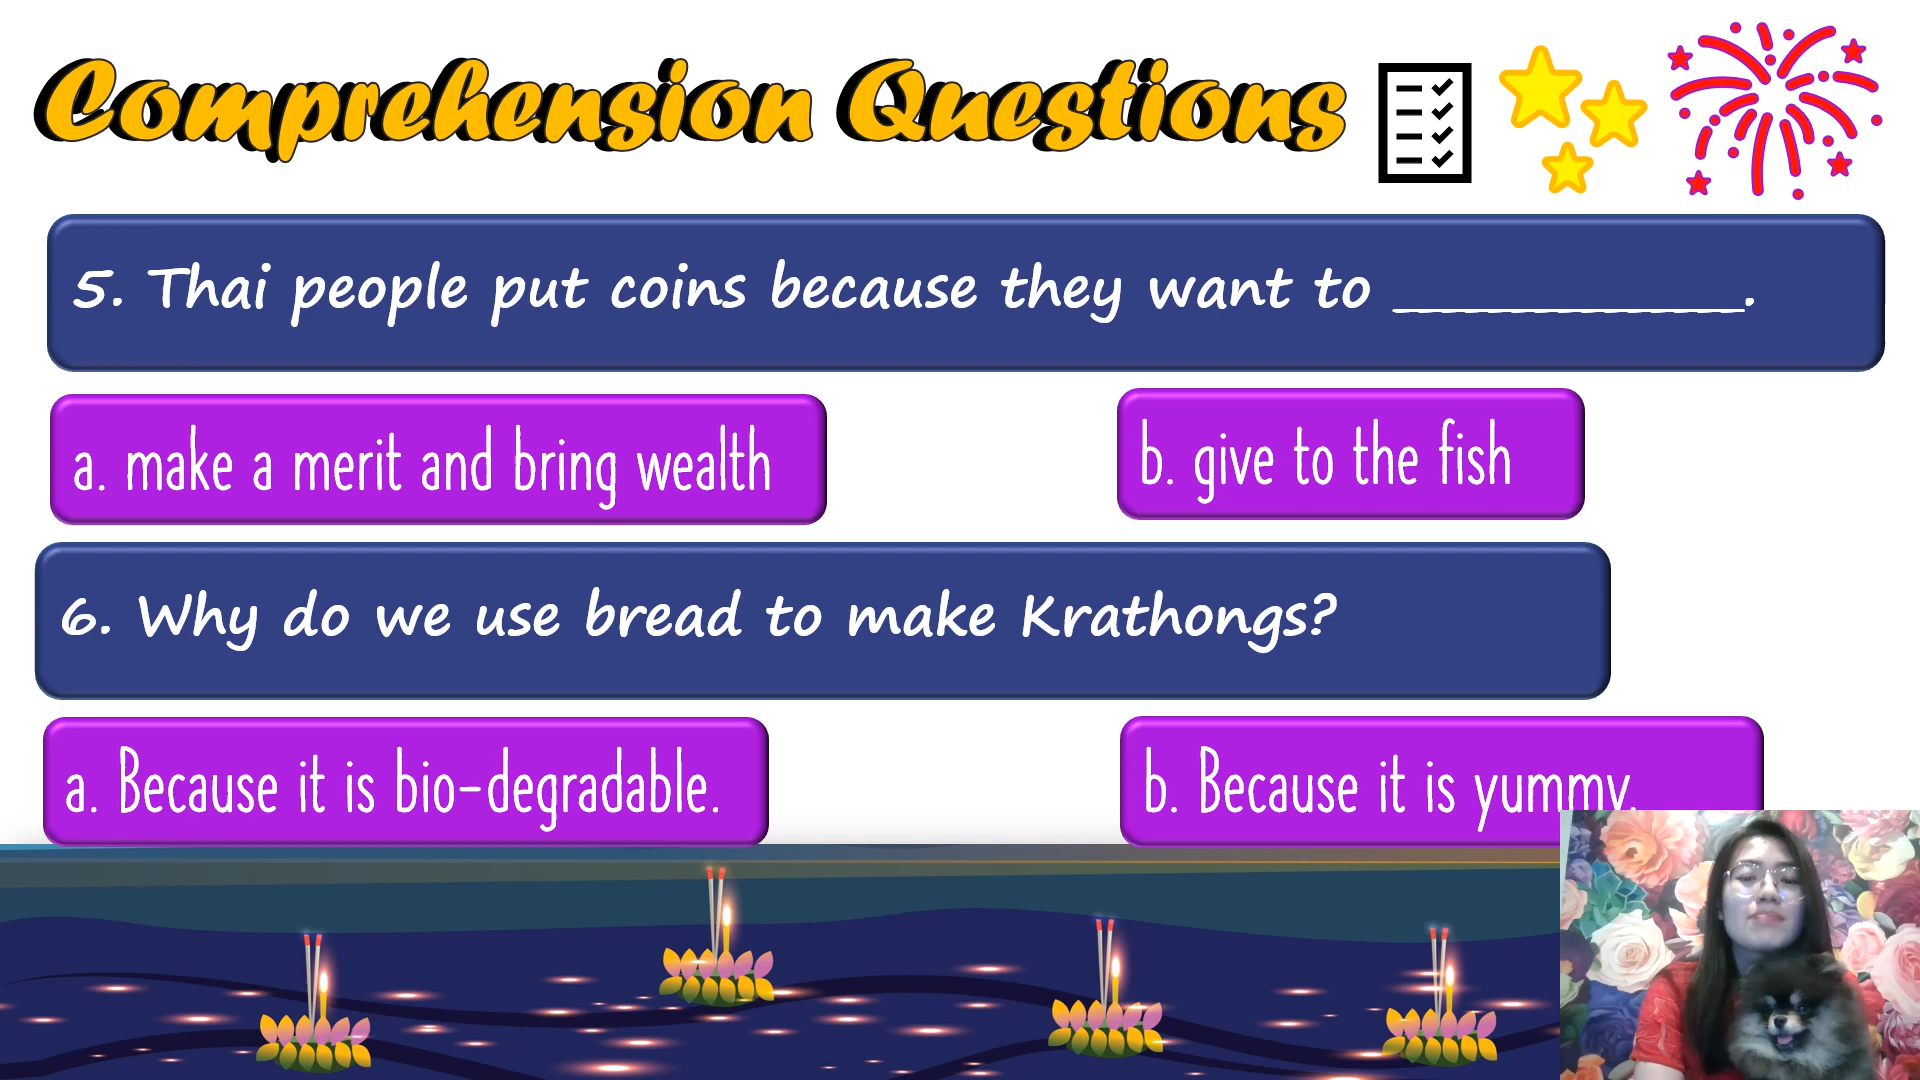 Comprehension Questions
5. Thai people put coins because they want to ____________.
a. make a merit and bring wealth
b. give to the fish
6. Why do we use bread to make Krathongs?
a. Because it is bio-degradable.
b. Because it is yummy.